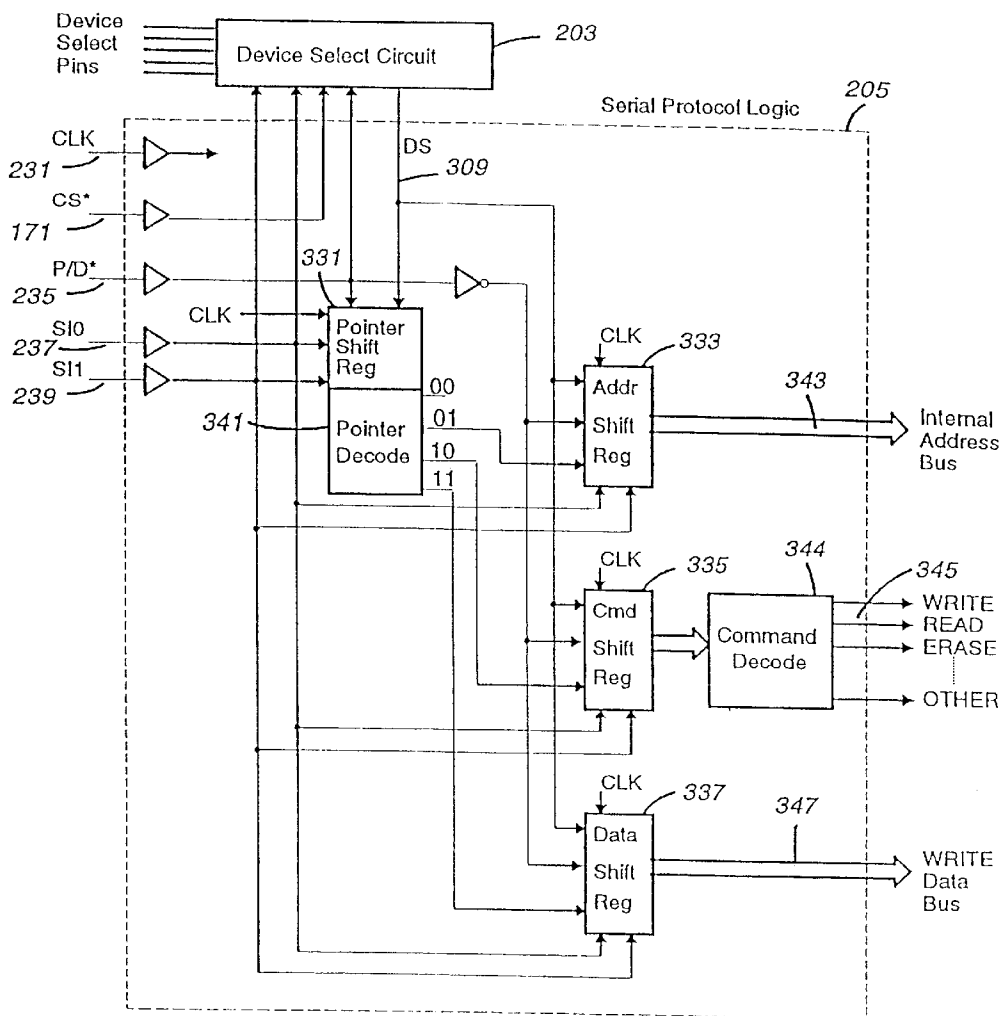 Device
Select
Pins
Device Select Circuit
203
Serial Protocol Logic
205
CLK
231
DS
309
CS*
171
P/D*
235
331
CLK
Pointer
Shift
Reg
SI0
237
SI1
239
341
Pointer
Decode
00
01
10
11
CLK
333
Addr
Shift
Reg
343
Internal
Address
Bus
CLK
335
Cmd
Shift
Reg
344
Command
Decode
345
WRITE
READ
ERASE
OTHER
CLK
337
Data
Shift
Reg
347
WRITE
Data
Bus